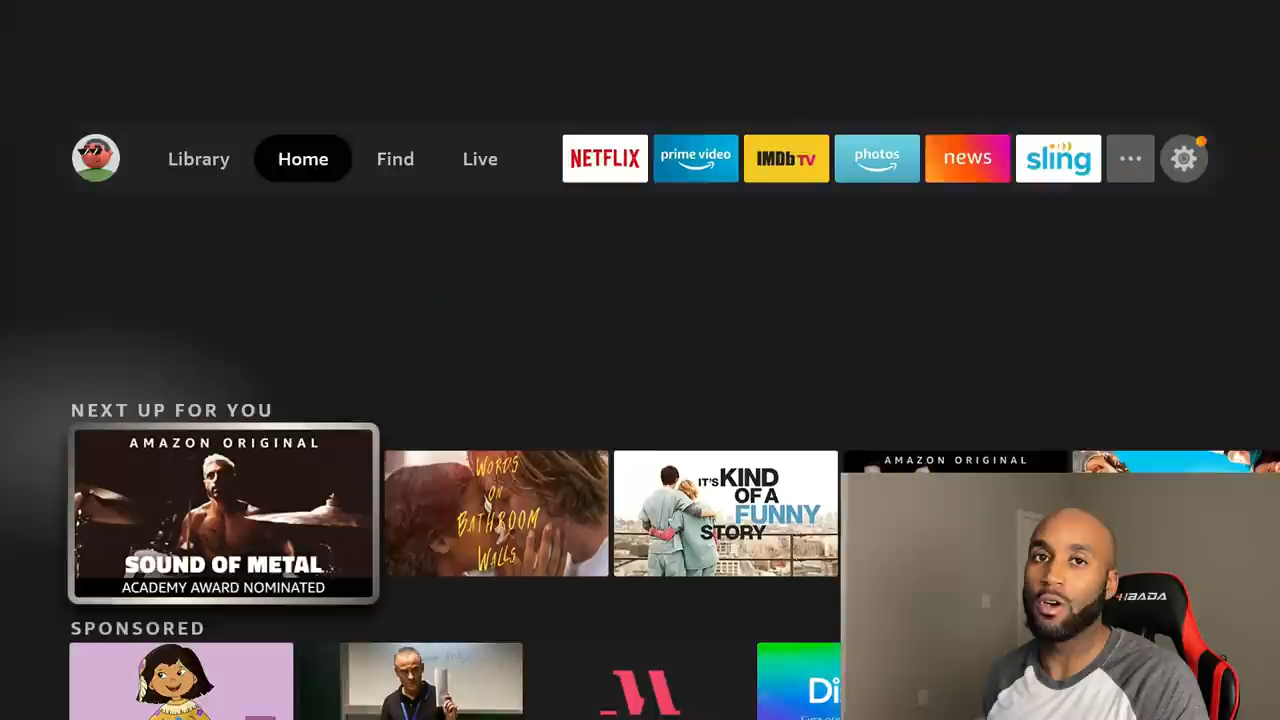 Library Home Find Live NETFLIX prime video IMDb TV photos news sling
NEXT UP FOR YOU
AMAZON ORIGINAL
SOUND OF METAL
ACADEMY AWARD NOMINATED
WORDS
ON
BATHROOM
WALLS
IT'S KIND
OF A
FUNNY
STORY
AMAZON ORIGINAL
SPONSORED
Di